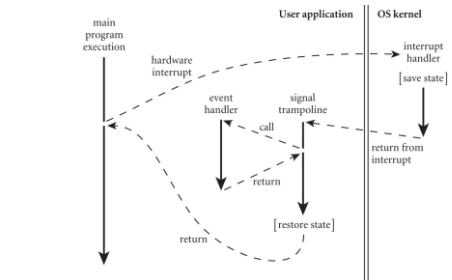 User application
OS kernel
main
program
execution
hardware
interrupt
interrupt
handler
[save state]
event
handler
signal
trampoline
call
return from
interrupt
return
[restore state]
return